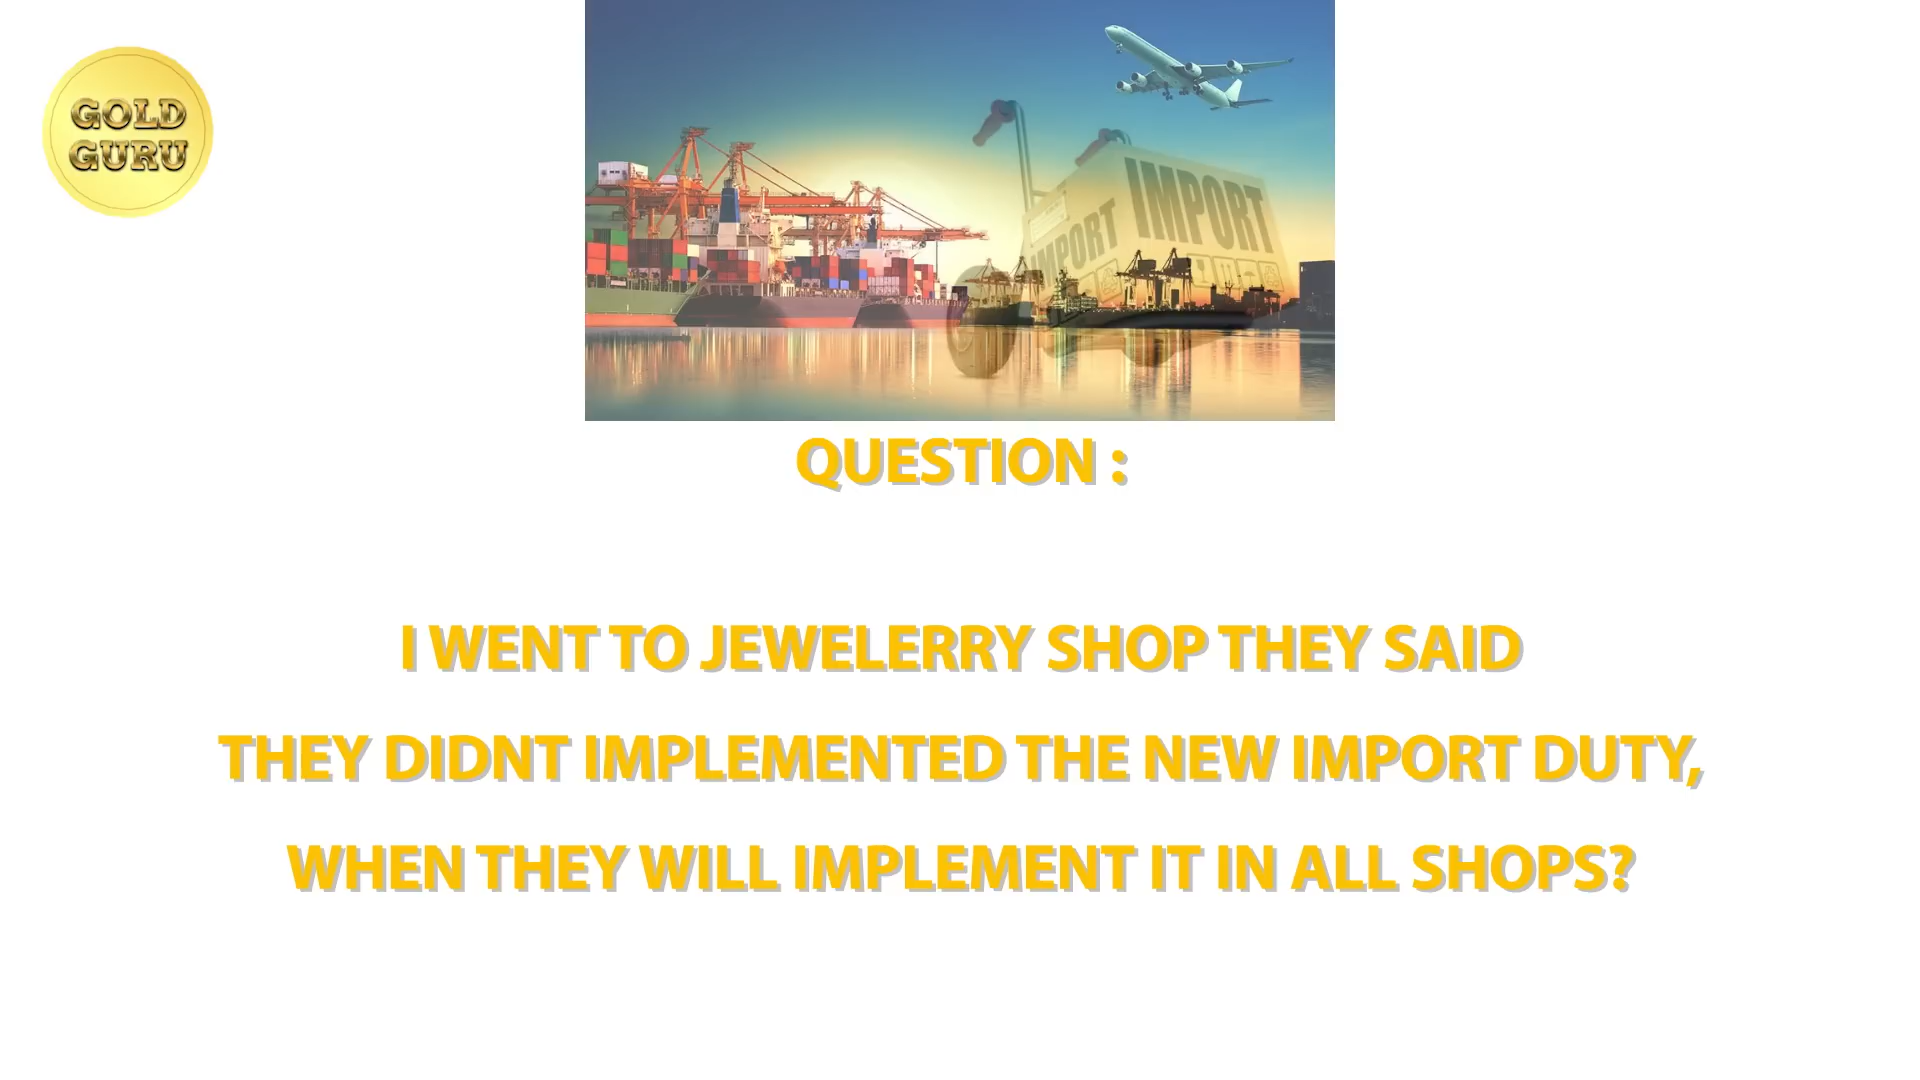 GOLD
GURU
IMPORT
IMPORT
QUESTION :
I WENT TO JEWELERRY SHOP THEY SAID
THEY DIDNT IMPLEMENTED THE NEW IMPORT DUTY,
WHEN THEY WILL IMPLEMENT IT IN ALL SHOPS?